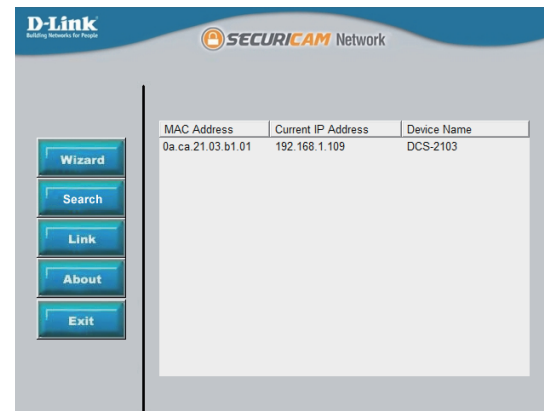 D-Link
Building Networks for People
SECURICAM Network
MAC Address Current IP Address Device Name
0a.ca.21.03.b1.01 192.168.1.109 DCS-2103
Wizard
Search
Link
About
Exit